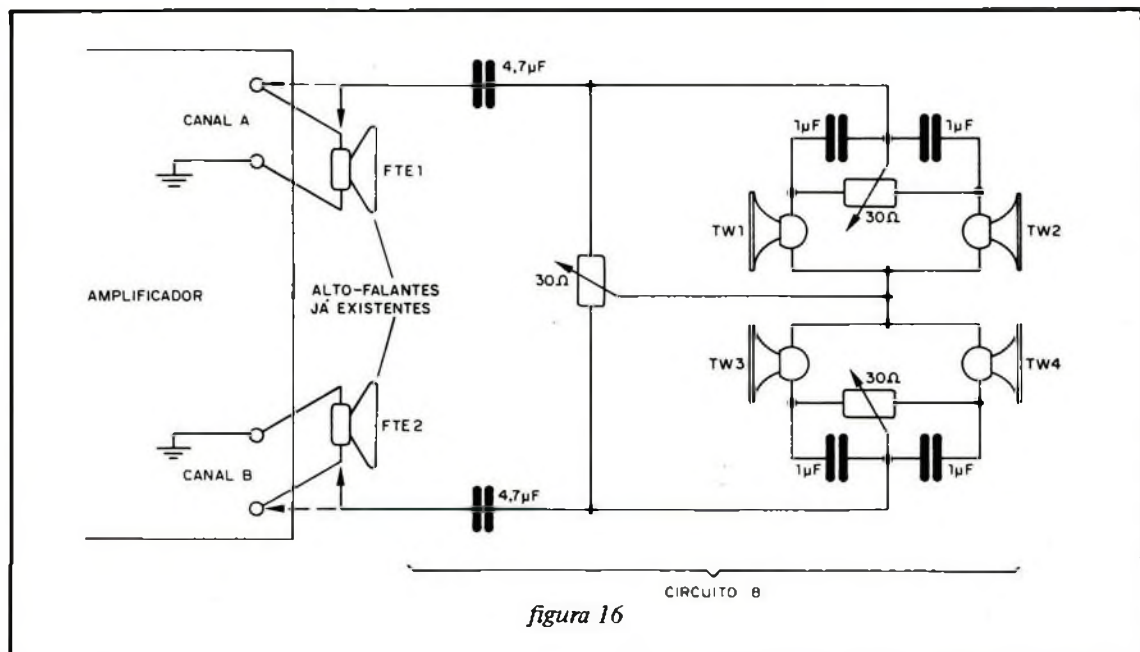 4,7µF
CANAL A
FTE1
1µF
1µF
30Ω
TW1
TW2
30Ω
AMPLIFICADOR
ALTO-FALANTES
JÁ EXISTENTES
TW3
TW4
30Ω
FTE2
CANAL B
1µF
1µF
4,7µF
CIRCUITO B
figura 16